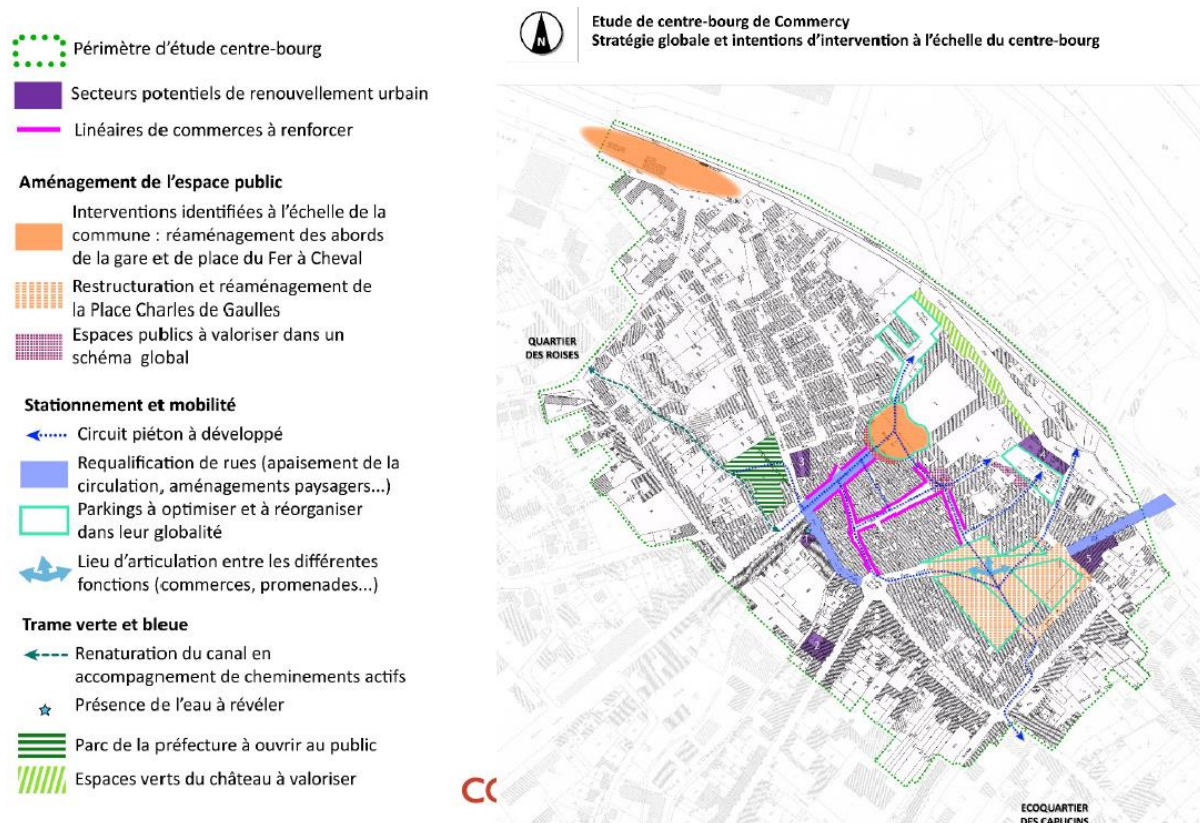 Etude de centre-bourg de Commercy
Stratégie globale et intentions d'intervention à l'échelle du centre-bourg
N
Périmètre d'étude centre-bourg
Secteurs potentiels de renouvellement urbain
Linéaires de commerces à renforcer
Aménagement de l'espace public
Interventions identifiées à l'échelle de la
commune : réaménagement des abords
de la gare et de place du Fer à Cheval
Restructuration et réaménagement de
la Place Charles de Gaulles
Espaces publics à valoriser dans un
schéma global
Stationnement et mobilité
Circuit piéton à développé
Requalification de rues (apaisement de la
circulation, aménagements paysagers...)
Parkings à optimiser et à réorganiser
dans leur globalité
Lieu d'articulation entre les différentes
fonctions (commerces, promenades...)
Trame verte et bleue
Renaturation du canal en
accompagnement de cheminements actifs
Présence de l'eau à révéler
Parc de la préfecture à ouvrir au public
Espaces verts du château à valoriser
QUARTIER
DES ROISES
ECOQUARTIER
DES CAPUCINS